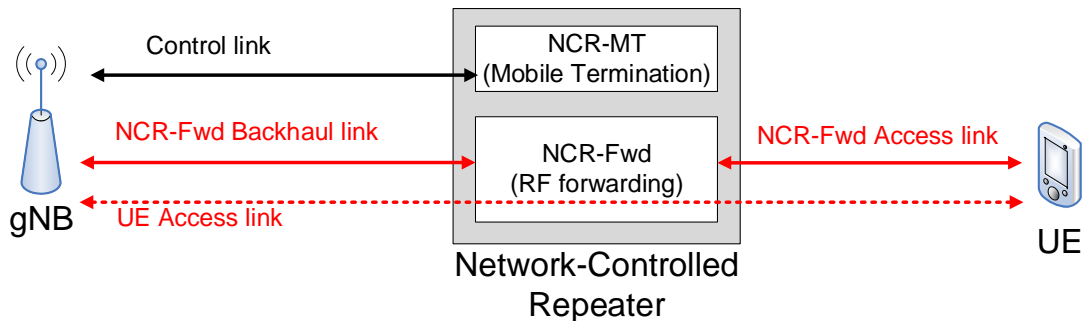 Control link
NCR-MT
(Mobile Termination)
NCR-Fwd Backhaul link
NCR-Fwd
(RF forwarding)
NCR-Fwd Access link
UE Access link
gNB
UE
Network-Controlled
Repeater